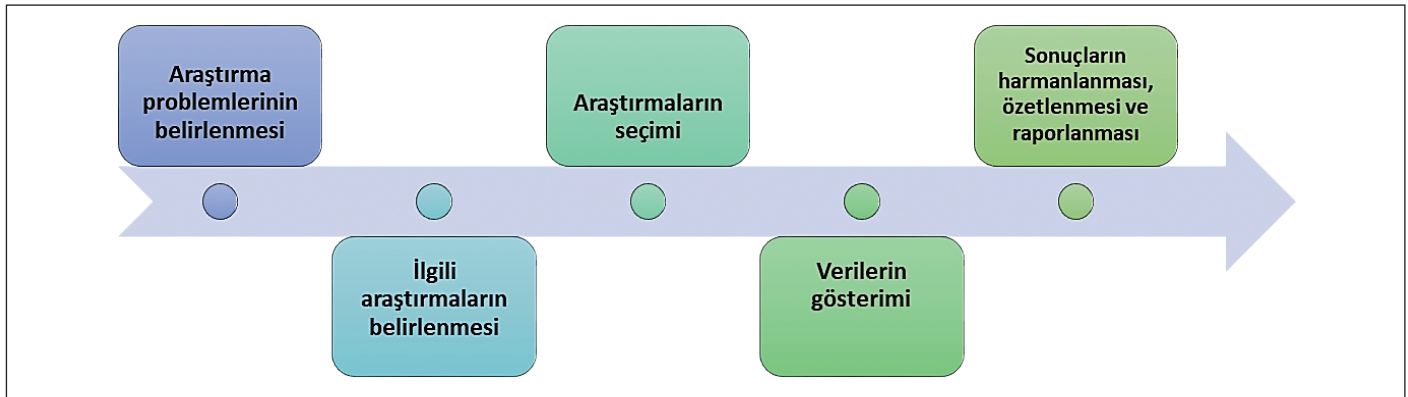 Araştırma
problemlerinin
belirlenmesi
İlgili
araştırmaların
belirlenmesi
Araştırmaların
seçimi
Verilerin
gösterimi
Sonuçların
harmanlanması,
özetlenmesi ve
raporlanması